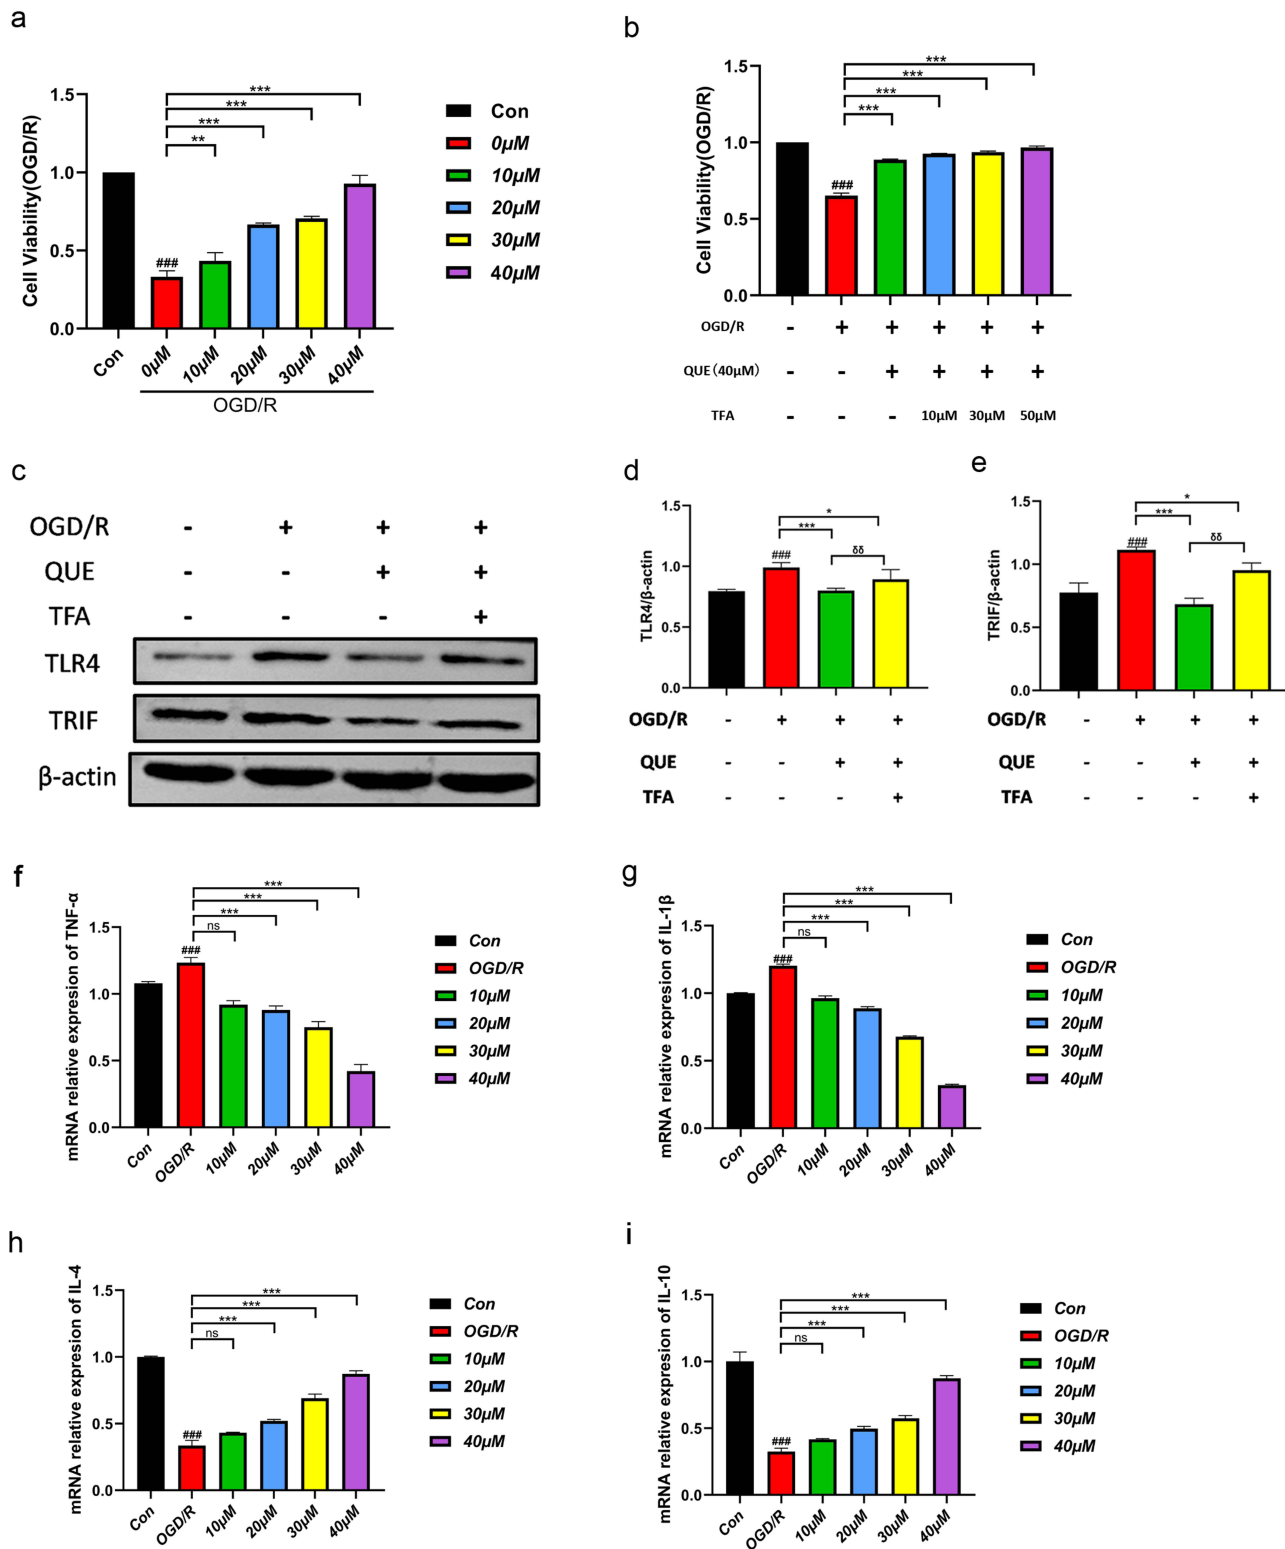 a
Cell Viability(OGD/R)
1.5
1.0
0.5
0.0
***
***
***
**
###
Con
0μM
10μM
20μM
30μM
40μM
OGD/R
Con
0μM
10μM
20μM
30μM
40μM
b
Cell Viability(OGD/R)
1.5
1.0
0.5
0.0
***
***
***
***
###
OGD/R - + + + + +
QUE(40μM) - - + + + +
TFA - - - 10μM 30μM 50μM
c
OGD/R - + + +
QUE - - + +
TFA - - - +
TLR4
TRIF
β-actin
d
TLR4/β-actin
1.5
1.0
0.5
0.0
*
***
δδ
###
OGD/R - + + +
QUE - - + +
TFA - - - +
e
TRIF/β-actin
1.5
1.0
0.5
0.0
*
***
δδ
###
OGD/R - + + +
QUE - - + +
TFA - - - +
f
mRNA relative expresion of TNF-α
1.5
1.0
0.5
0.0
***
***
***
ns
###
Con
OGD/R
10μM
20μM
30μM
40μM
Con
OGD/R
10μM
20μM
30μM
40μM
g
mRNA relative expresion of IL-1β
1.5
1.0
0.5
0.0
***
***
***
ns
###
Con
OGD/R
10μM
20μM
30μM
40μM
Con
OGD/R
10μM
20μM
30μM
40μM
h
mRNA relative expresion of IL-4
1.5
1.0
0.5
0.0
***
***
***
ns
###
Con
OGD/R
10μM
20μM
30μM
40μM
Con
OGD/R
10μM
20μM
30μM
40μM
i
mRNA relative expresion of IL-10
1.5
1.0
0.5
0.0
***
***
***
ns
###
Con
OGD/R
10μM
20μM
30μM
40μM
Con
OGD/R
10μM
20μM
30μM
40μM